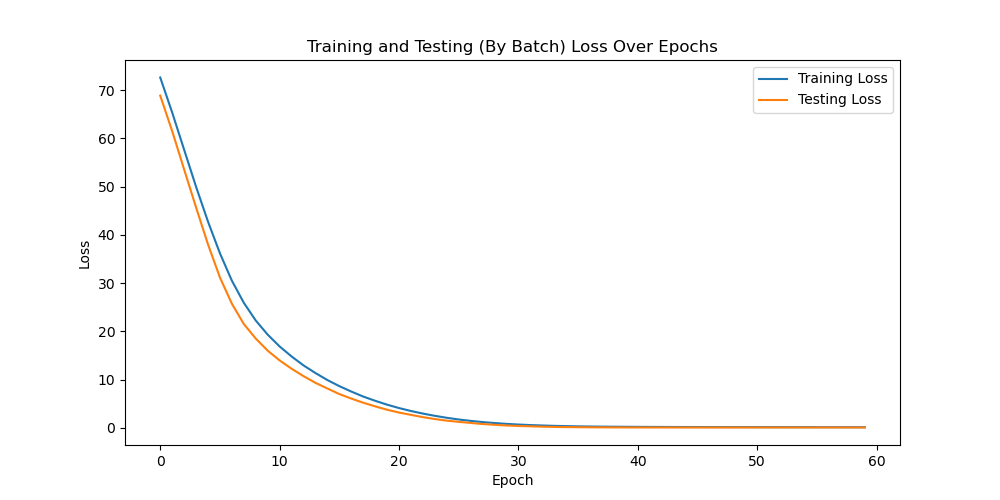 Training and Testing (By Batch) Loss Over Epochs
Training Loss
Testing Loss
70
60
50
40
30
20
10
0
Loss
0 10 20 30 40 50 60
Epoch